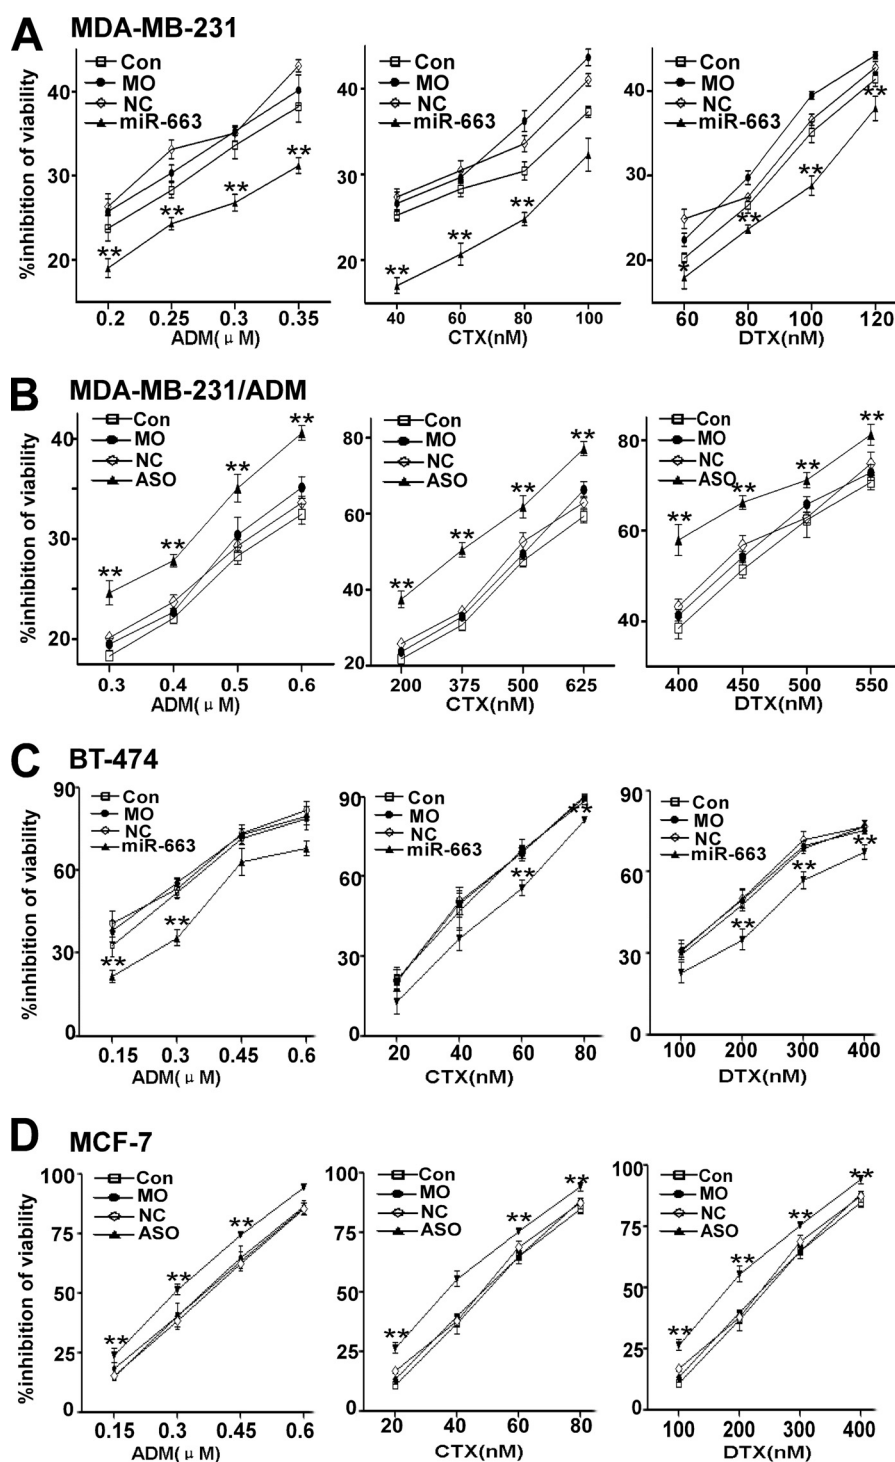 A MDA-MB-231
%inhibition of viability
40
30
20
Con
MO
NC
miR-663
**
**
**
**
0.2 0.25 0.3 0.35
ADM( μ M)
40
30
20
Con
MO
NC
miR-663
**
**
**
40 60 80 100
CTX(nM)
40
30
20
Con
MO
NC
miR-663
**
**
**
*
60 80 100 120
DTX(nM)
B MDA-MB-231/ADM
%inhibition of viability
40
30
20
Con
MO
NC
ASO
**
**
**
**
0.3 0.4 0.5 0.6
ADM( μ M)
80
60
40
20
Con
MO
NC
ASO
**
**
**
**
200 375 500 625
CTX(nM)
80
60
40
Con
MO
NC
ASO
**
**
**
**
400 450 500 550
DTX(nM)
C BT-474
%inhibition of viability
90
60
30
0
Con
MO
NC
miR-663
**
**
0.15 0.3 0.45 0.6
ADM( μ M)
90
60
30
0
Con
MO
NC
miR-663
**
**
20 40 60 80
CTX(nM)
90
60
30
0
Con
MO
NC
miR-663
**
**
**
100 200 300 400
DTX(nM)
D MCF-7
%inhibition of viability
100
75
50
25
0
Con
MO
NC
ASO
**
**
**
0.15 0.3 0.45 0.6
ADM( μ M)
100
75
50
25
0
Con
MO
NC
ASO
**
**
**
20 40 60 80
CTX(nM)
100
75
50
25
0
Con
MO
NC
ASO
**
**
**
**
100 200 300 400
DTX(nM)